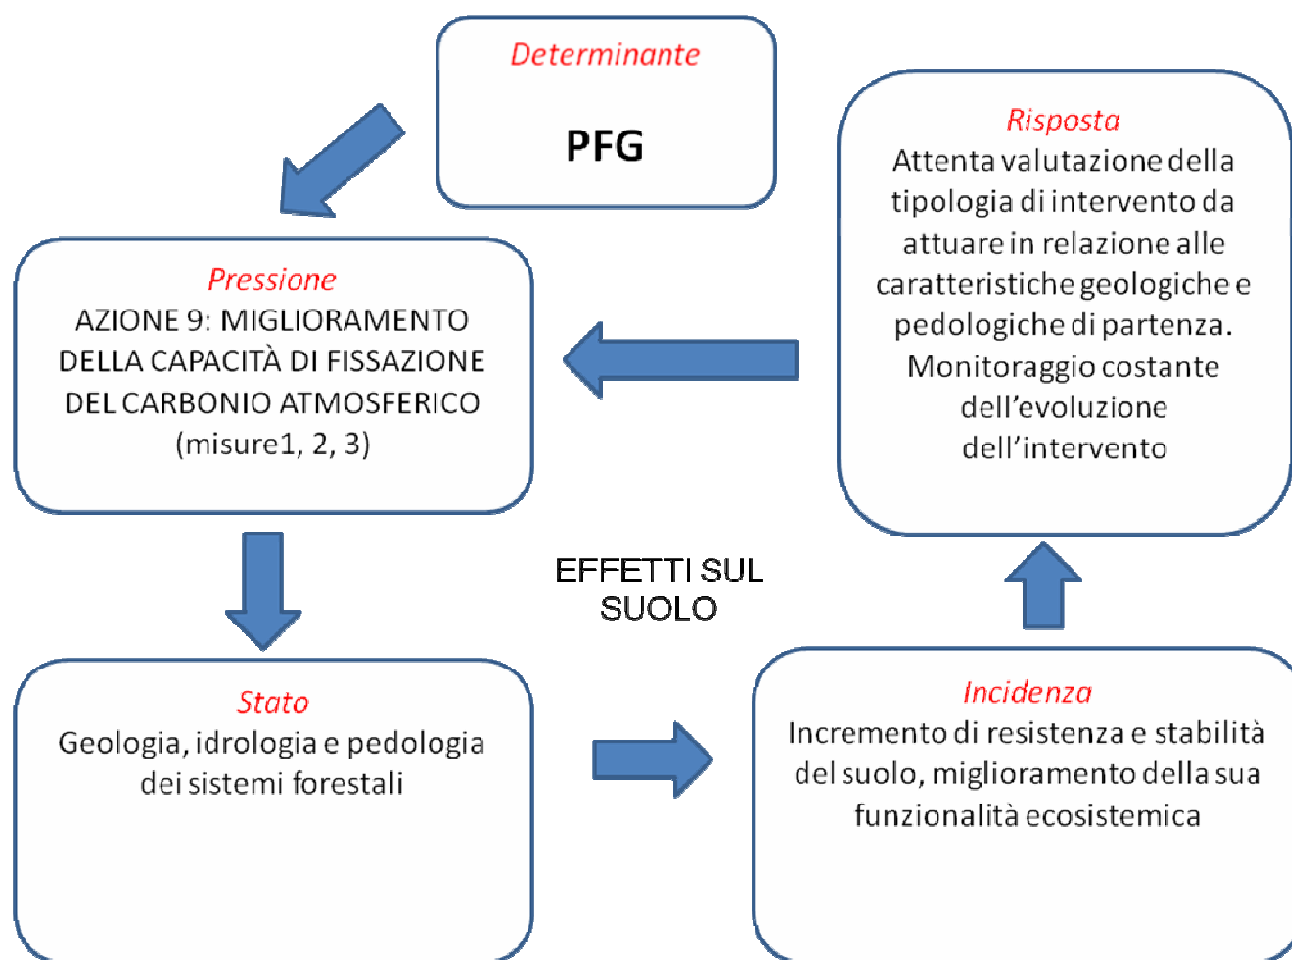 Determinante
PFG
Pressione
AZIONE 9: MIGLIORAMENTO
DELLA CAPACITÀ DI FISSAZIONE
DEL CARBONIO ATMOSFERICO
(misure1, 2, 3)
Risposta
Attenta valutazione della
tipologia di intervento da
attuare in relazione alle
caratteristiche geologiche e
pedologiche di partenza.
Monitoraggio costante
dell'evoluzione
dell'intervento
EFFETTI SUL
SUOLO
Stato
Geologia, idrologia e pedologia
dei sistemi forestali
Incidenza
Incremento di resistenza e stabilità
del suolo, miglioramento della sua
funzionalità ecosistemica